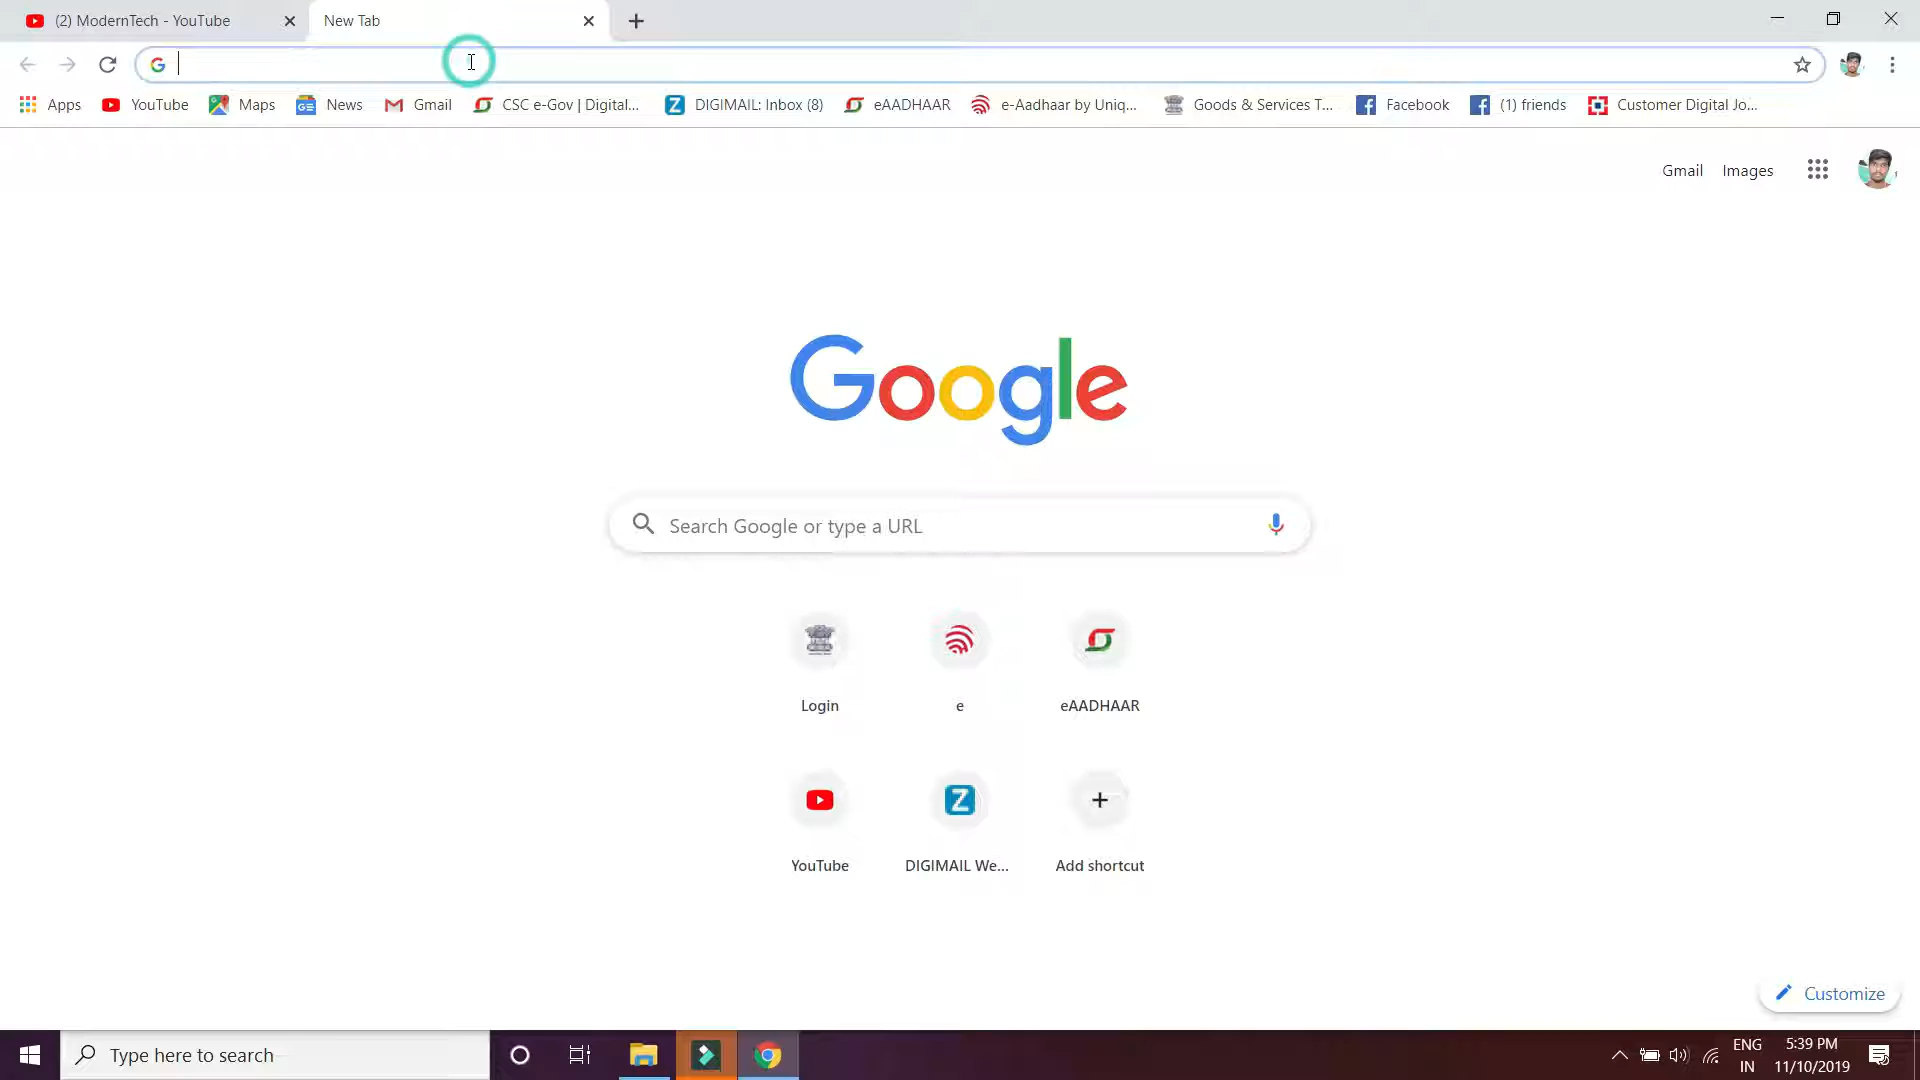 (2) ModernTech - YouTube
New Tab
Apps YouTube Maps News Gmail CSC e-Gov | Digital... DIGIMAIL: Inbox (8) eAADHAAR e-Aadhaar by Uniq... Goods & Services T... Facebook (1) friends Customer Digital Jo...
Gmail Images
Google
Search Google or type a URL
Login e eAADHAAR
YouTube DIGIMAIL We... Add shortcut
Customize
Type here to search
ENG
IN
5:39 PM
11/10/2019